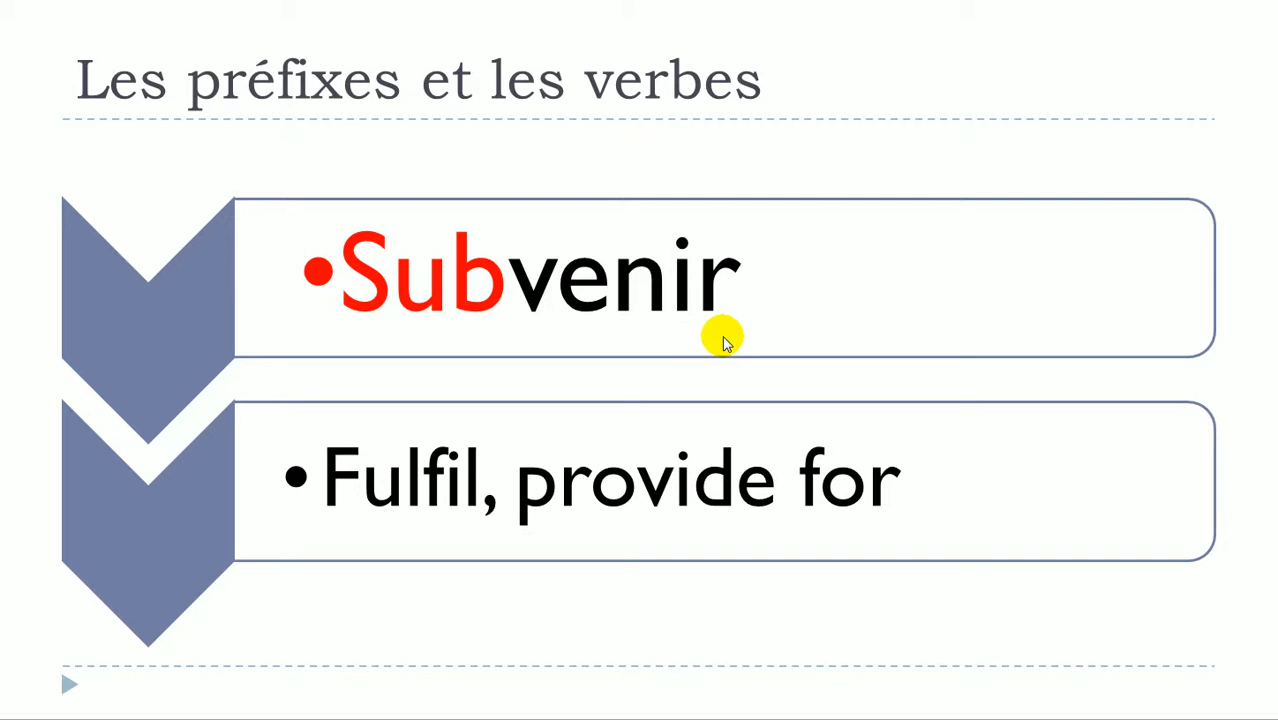 Les préfixes et les verbes
•Subvenir
•Fulfil, provide for